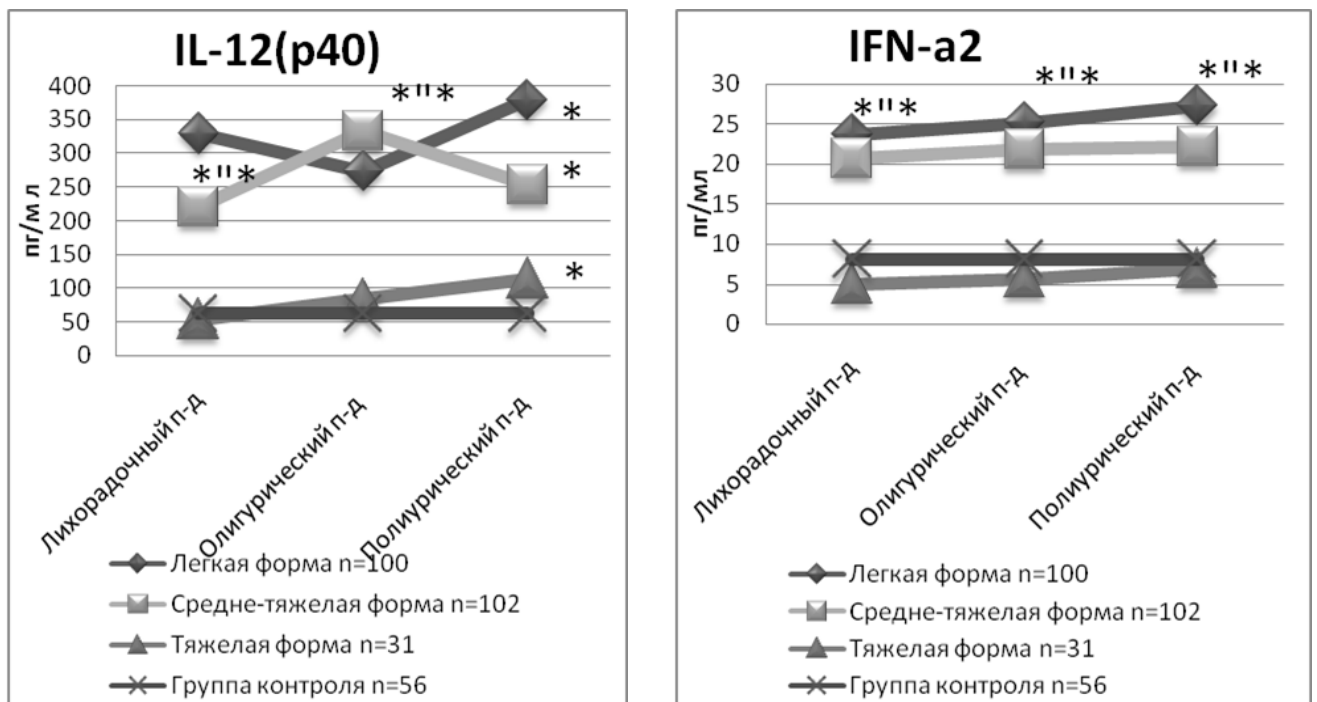 IL-12(p40)
400
350
300
250
200
150
100
50
0
пг/м л
*"*
*"*
*
*
*
Лихорадочный п-д
Олигурический п-д
Полиурический п-д
Легкая форма n=100
Средне-тяжелая форма n=102
Тяжелая форма n=31
Группа контроля n=56
IFN-a2
30
25
20
15
10
5
0
пг/мл
*"*
*"*
*"*
Лихорадочный п-д
Олигурический п-д
Полиурический п-д
Легкая форма n=100
Средне-тяжелая форма n=102
Тяжелая форма n=31
Группа контроля n=56